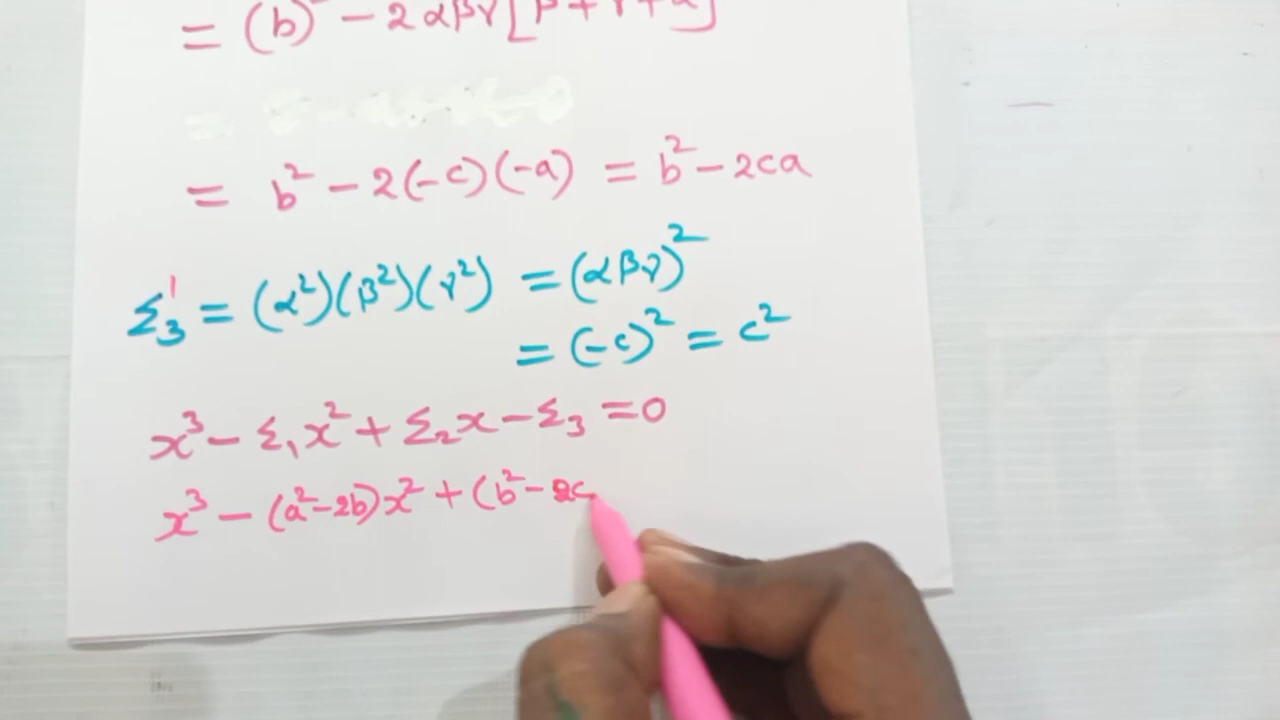 = (b)² − 2αβγ[β+γ+α]
= b² − 2(−c)(−a) = b² − 2ca
Σ₃' = (α²)(β²)(γ²) = (αβγ)²
= (−c)² = c²
x³ − Σ₁x² + Σ₂x − Σ₃ = 0
x³ − (a²−2b)x² + (b²− 2c